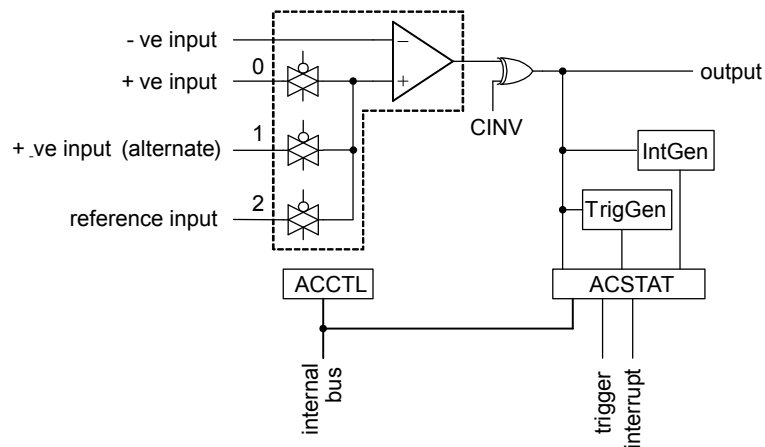 - ve input
+ ve input
0
+ ve input (alternate)
1
reference input
2
−
+
CINV
output
IntGen
TrigGen
ACCTL
ACSTAT
internal
bus
trigger
interrupt